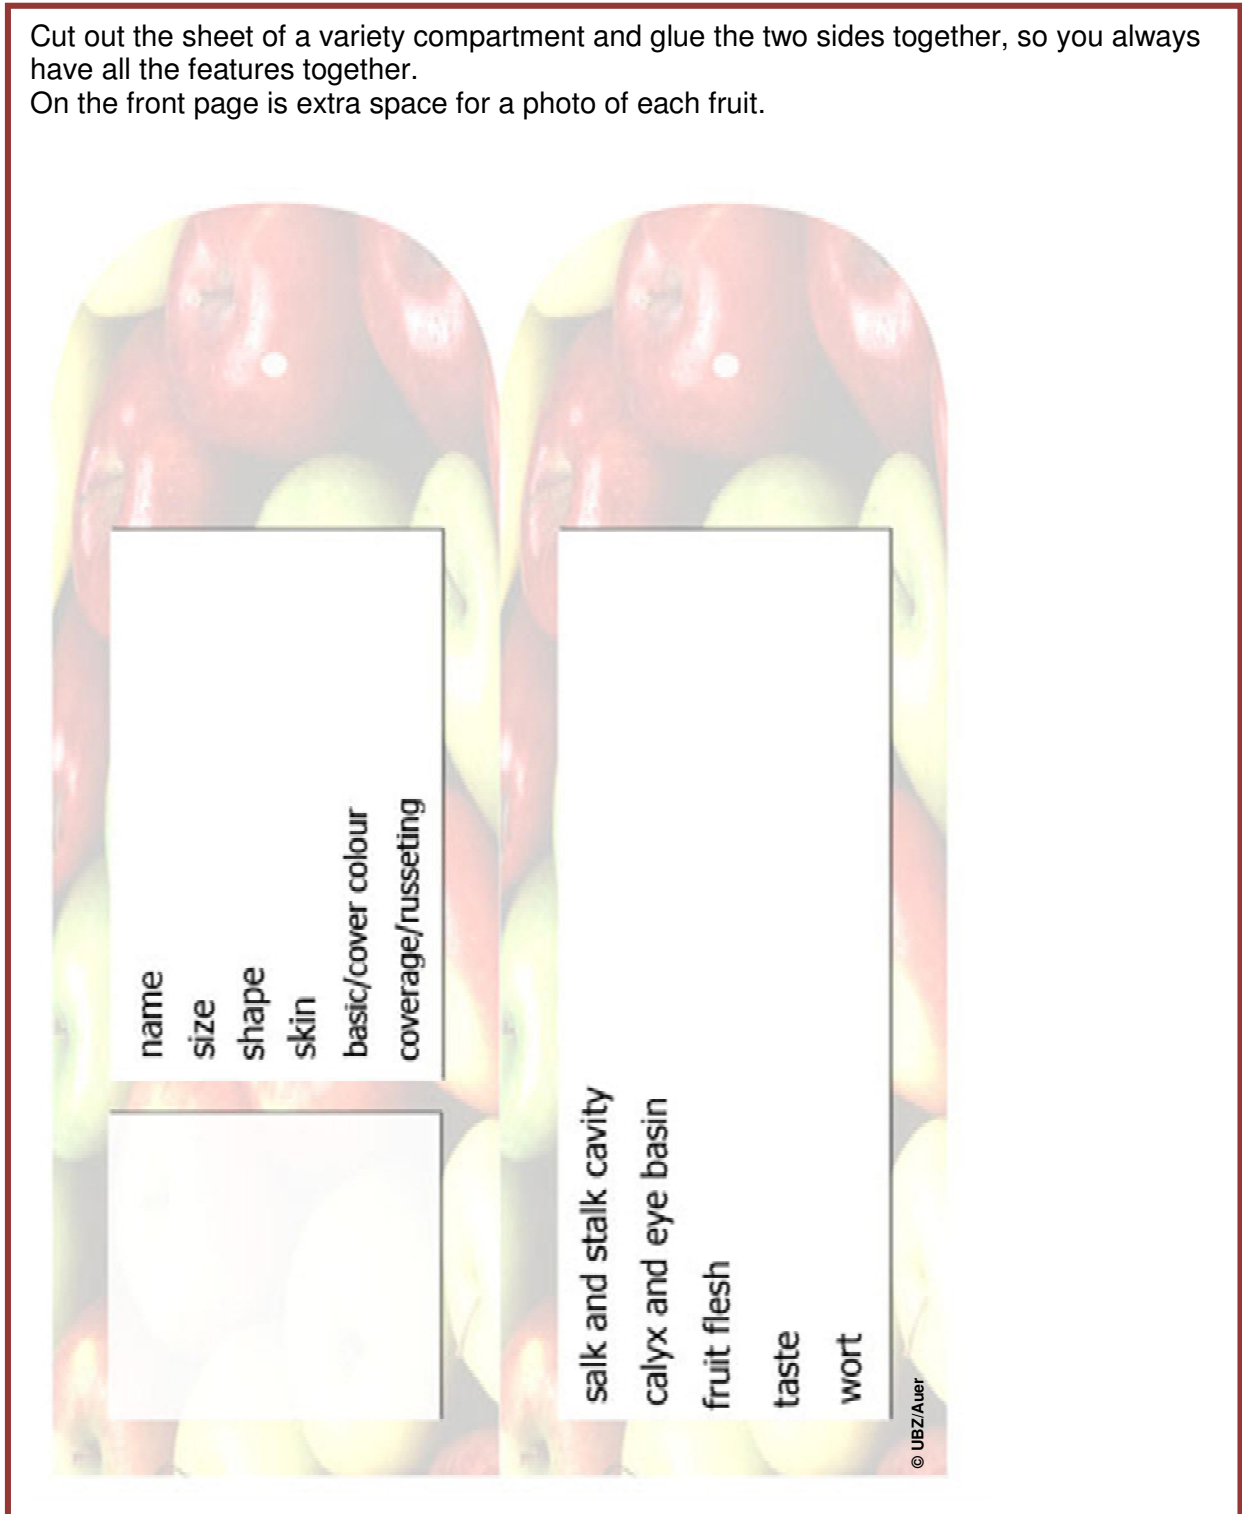 Cut out the sheet of a variety compartment and glue the two sides together, so you always
have all the features together.
On the front page is extra space for a photo of each fruit.
name
size
shape
skin
basic/cover colour
coverage/russeting
salk and stalk cavity
calyx and eye basin
fruit flesh
taste
wort
© UBZ/Auer